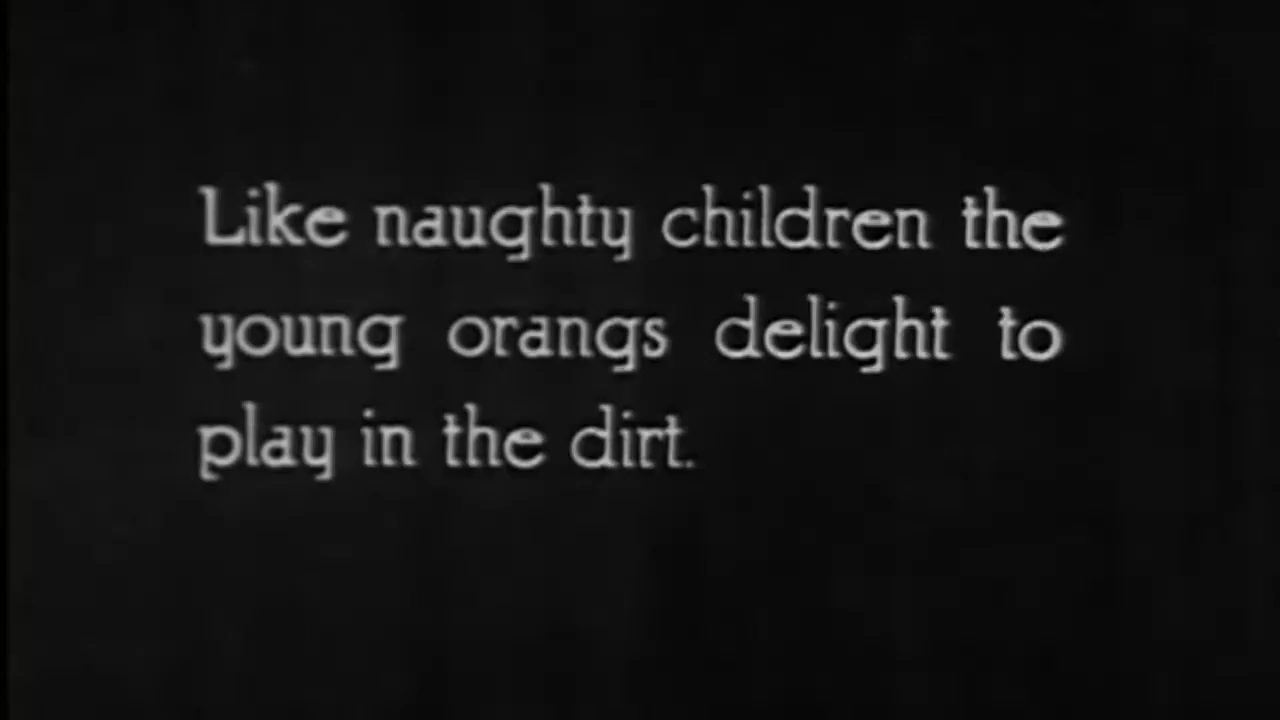 Like naughty children the
young orangs delight to
play in the dirt.